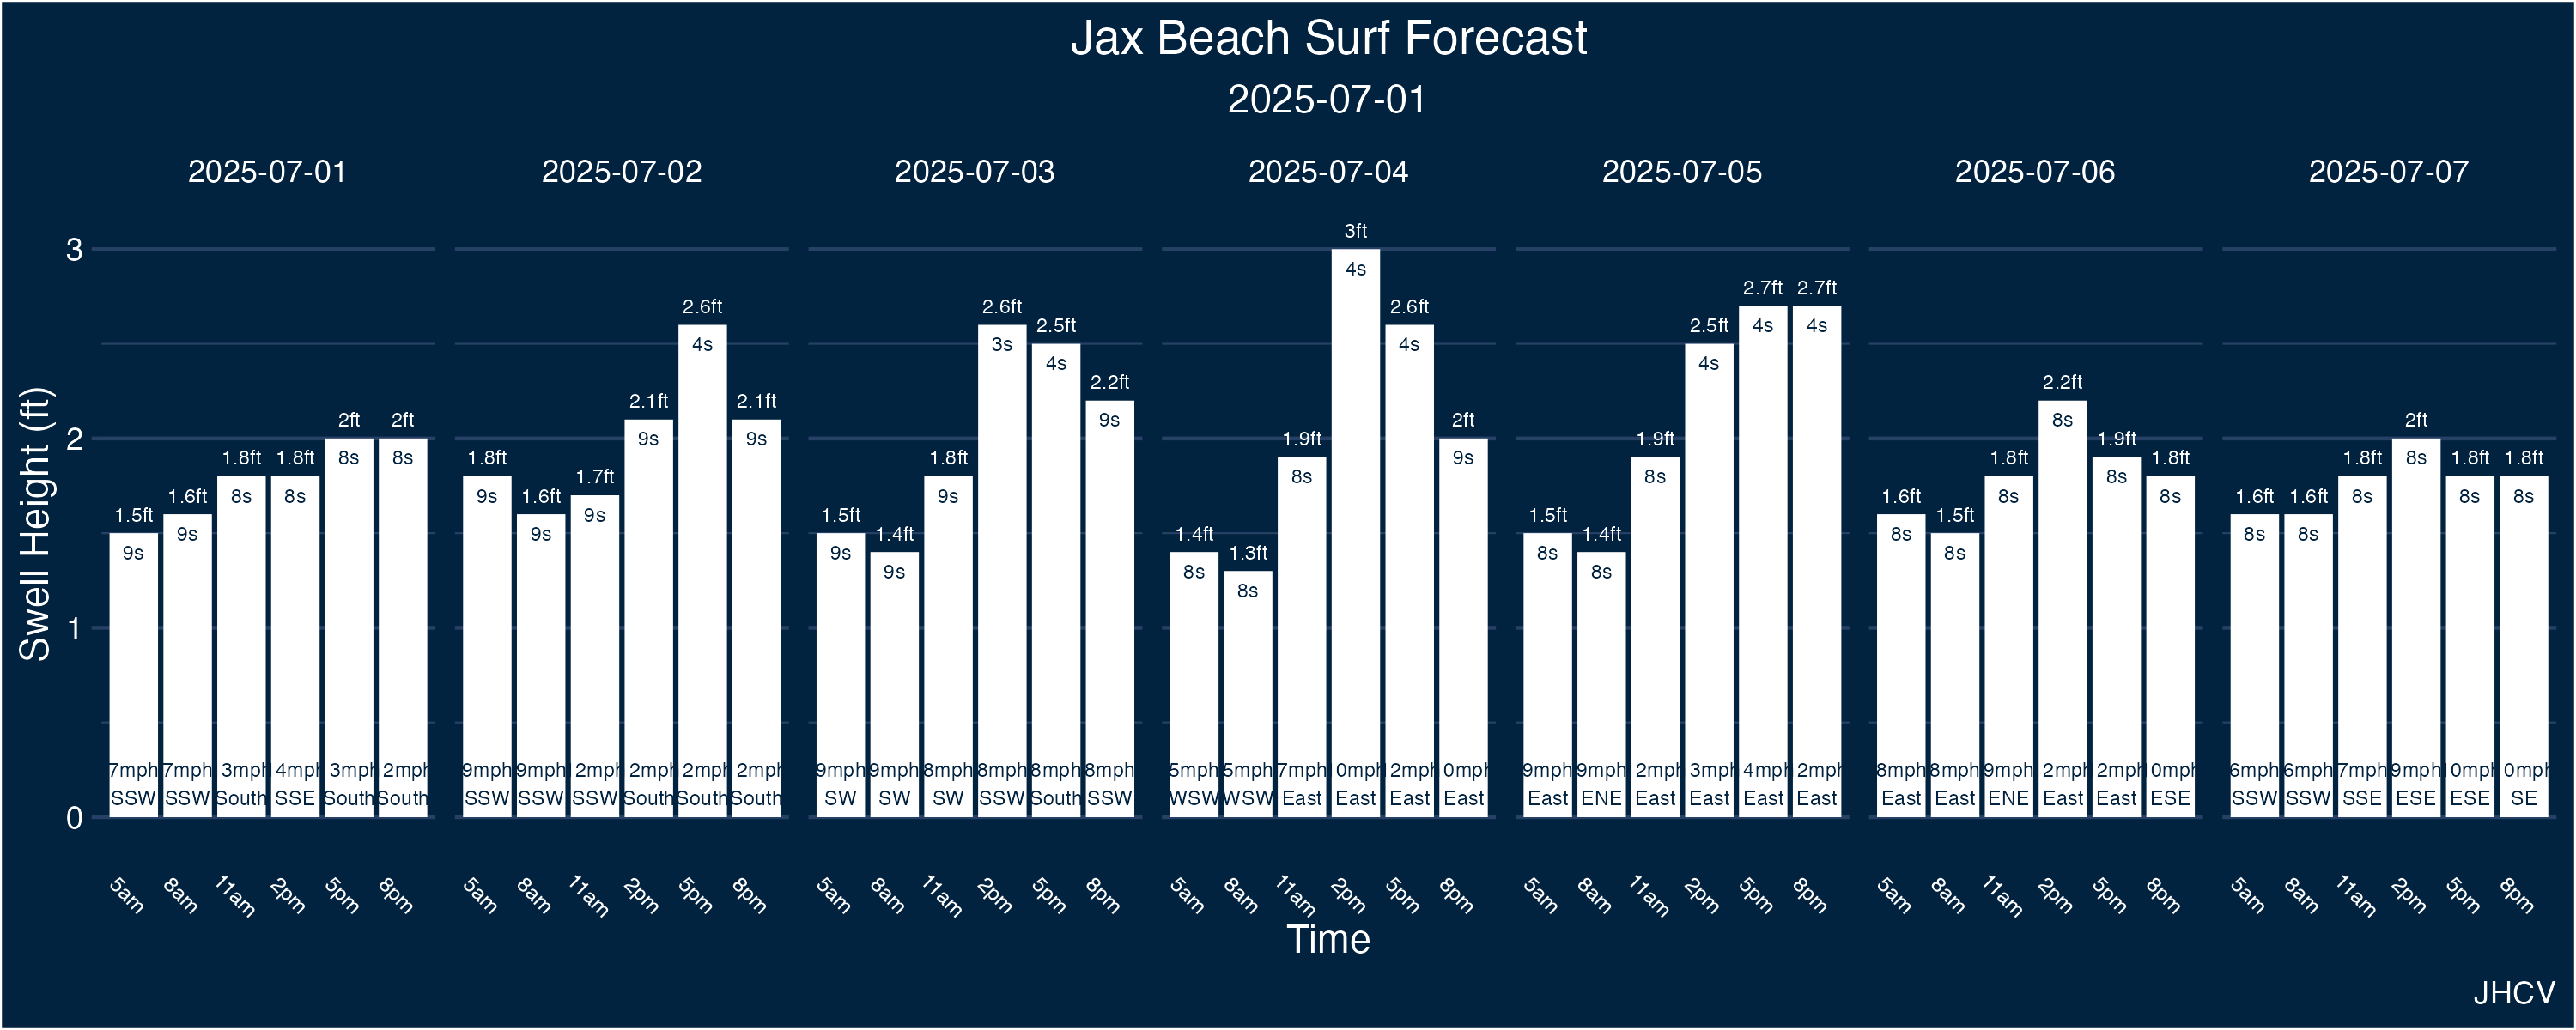 Jax Beach Surf Forecast
2025-07-01
2025-07-01 2025-07-02 2025-07-03 2025-07-04 2025-07-05 2025-07-06 2025-07-07
Swell Height (ft)
3
2
1
0
1.5ft 1.6ft 1.8ft 1.8ft 2ft 2ft
9s 9s 8s 8s 8s 8s
7mph 7mph 3mph 4mph 3mph 2mph
SSW SSW South SSE South South
1.8ft 1.6ft 1.7ft 2.1ft 2.6ft 2.1ft
9s 9s 9s 9s 4s 9s
9mph 9mph 2mph 2mph 2mph 2mph
SSW SSW SSW South South South
1.5ft 1.4ft 1.8ft 2.6ft 2.5ft 2.2ft
9s 9s 9s 3s 4s 9s
9mph 9mph 8mph 8mph 8mph 8mph
SW SW SW SSW South SSW
1.4ft 1.3ft 1.9ft 3ft 2.6ft 2ft
8s 8s 8s 4s 4s 9s
5mph 5mph 7mph 0mph 2mph 0mph
WSW WSW East East East East
1.5ft 1.4ft 1.9ft 2.5ft 2.7ft 2.7ft
8s 8s 8s 4s 4s 4s
9mph 9mph 2mph 3mph 4mph 2mph
East ENE East East East East
1.6ft 1.5ft 1.8ft 2.2ft 1.9ft 1.8ft
8s 8s 8s 8s 8s 8s
8mph 8mph 9mph 2mph 2mph 0mph
East East ENE East East ESE
1.6ft 1.6ft 1.8ft 2ft 1.8ft 1.8ft
8s 8s 8s 8s 8s 8s
6mph 6mph 7mph 9mph 0mph 0mph
SSW SSW SSE ESE ESE SE
5am 8am 11am 2pm 5pm 8pm 5am 8am 11am 2pm 5pm 8pm 5am 8am 11am 2pm 5pm 8pm 5am 8am 11am 2pm 5pm 8pm 5am 8am 11am 2pm 5pm 8pm 5am 8am 11am 2pm 5pm 8pm 5am 8am 11am 2pm 5pm 8pm
Time
JHCV